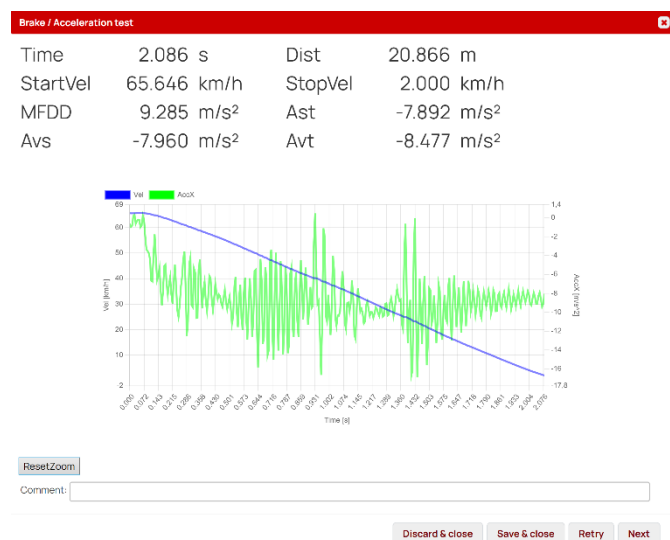 Brake / Acceleration test
Time 2.086 s Dist 20.866 m
StartVel 65.646 km/h StopVel 2.000 km/h
MFDD 9.285 m/s² Ast -7.892 m/s²
Avs -7.960 m/s² Avt -8.477 m/s²
Vel AccX
69 60 50 40 30 20 10 -2
Vel [km/h]
1,4 0 -2 -4 -6 -8 -10 -12 -14 -16 -17,8
AccX [m/s^2]
0.000 0.072 0.143 0.215 0.286 0.358 0.430 0.501 0.573 0.644 0.716 0.787 0.859 0.931 1.002 1.074 1.145 1.217 1.289 1.360 1.432 1.503 1.575 1.647 1.718 1.790 1.861 1.933 2.004 2.076
Time [s]
ResetZoom
Comment:
Discard & close Save & close Retry Next